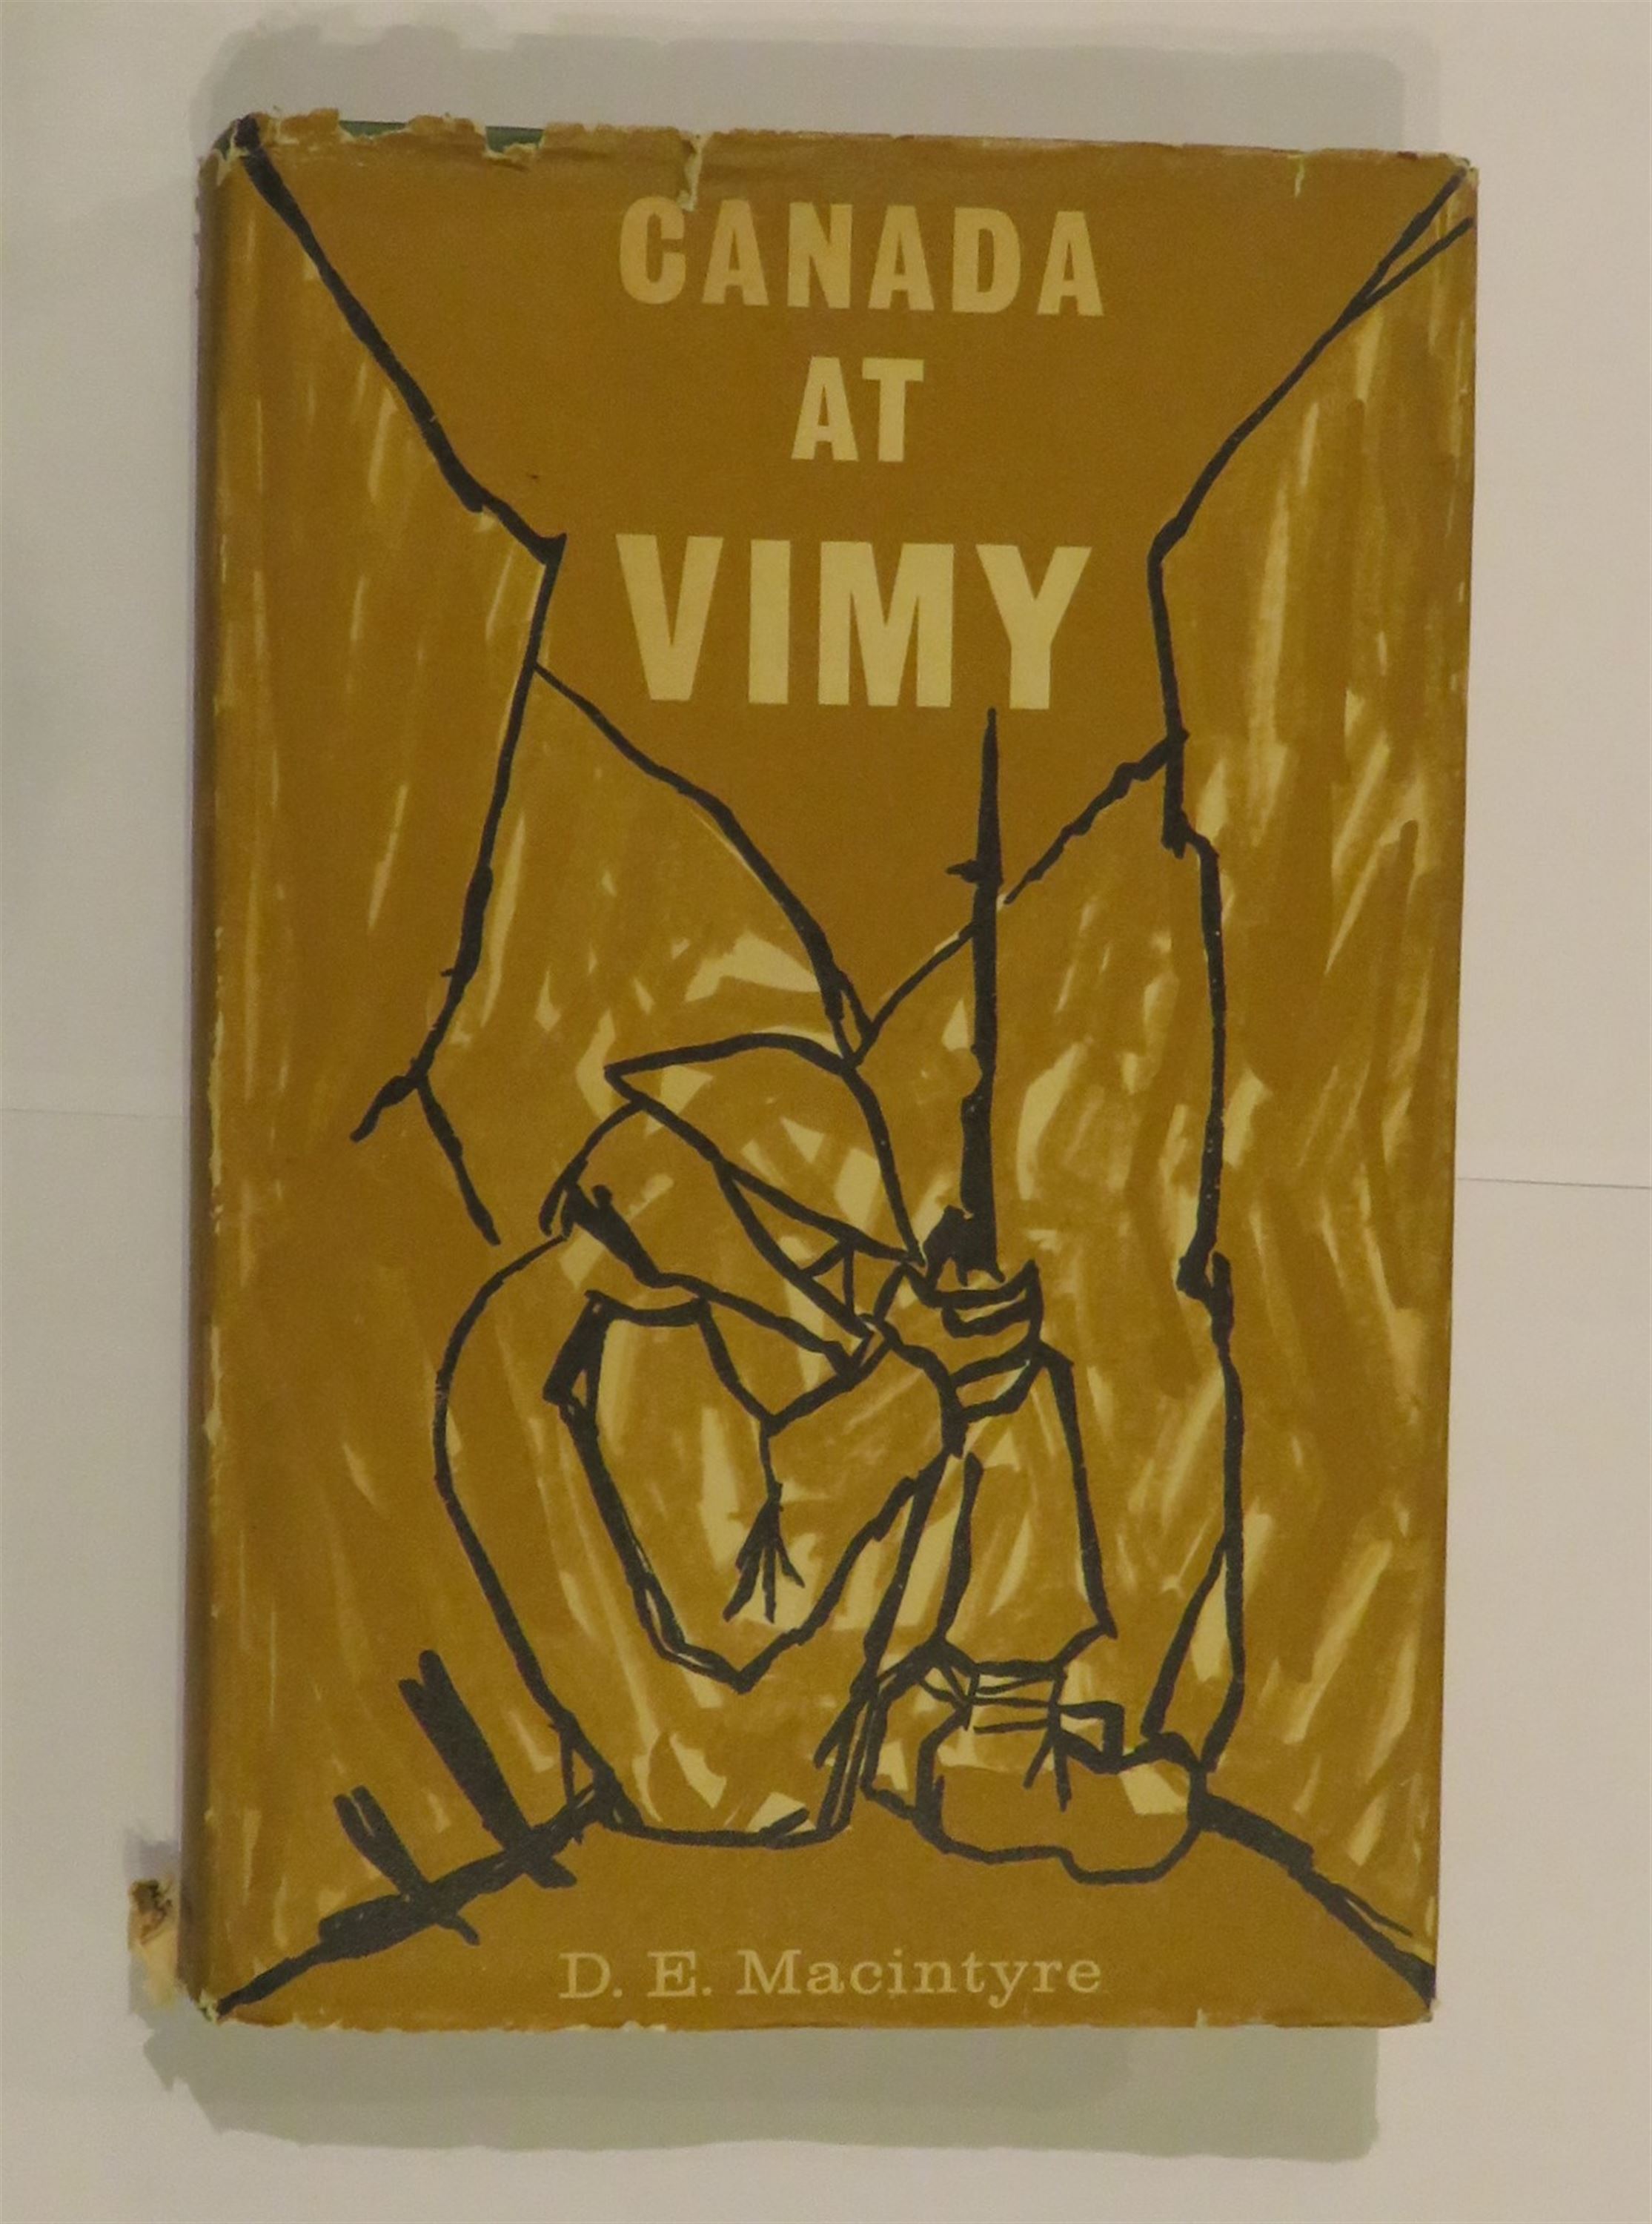 CANADA
AT
VIMY
D. E. Macintyre